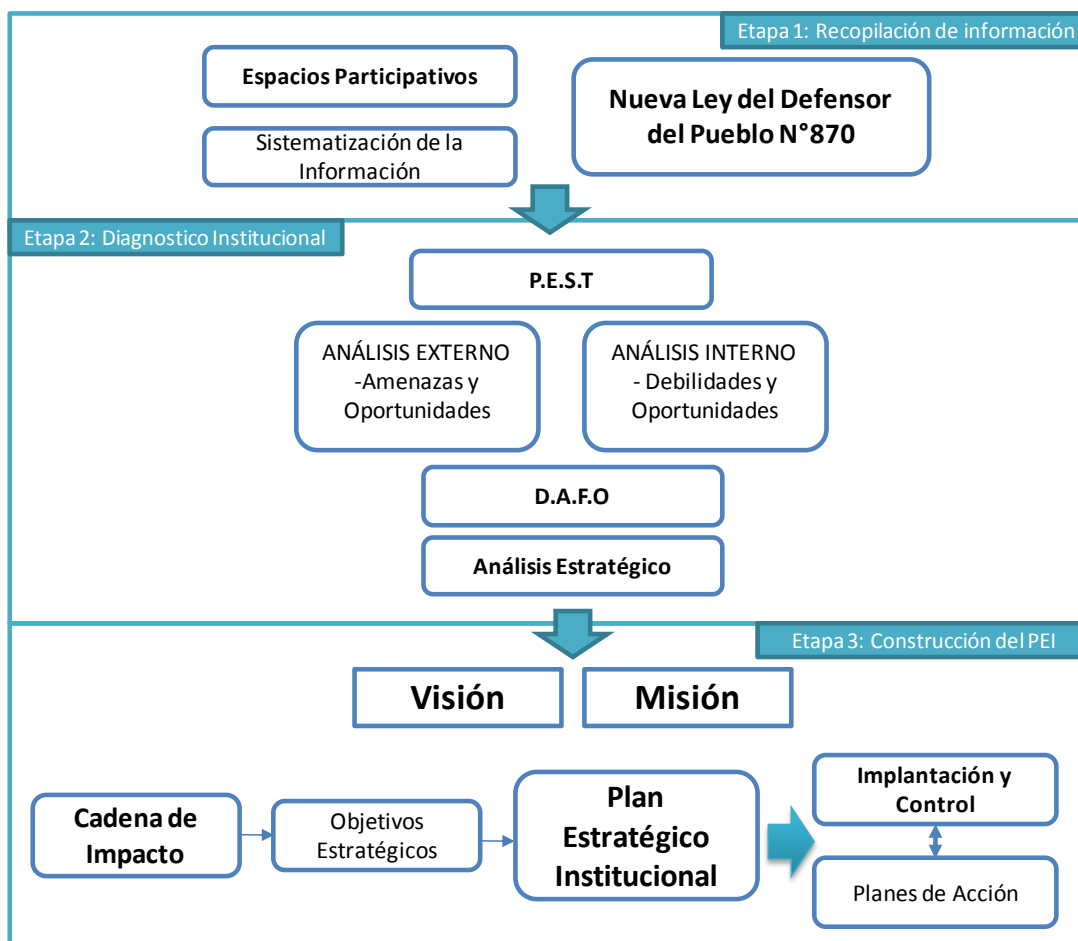 Etapa 1: Recopilación de información
Espacios Participativos
Nueva Ley del Defensor
del Pueblo N°870
Sistematización de la
Información
Etapa 2: Diagnostico Institucional
P.E.S.T
ANÁLISIS EXTERNO
-Amenazas y
Oportunidades
ANÁLISIS INTERNO
- Debilidades y
Oportunidades
D.A.F.O
Análisis Estratégico
Etapa 3: Construcción del PEI
Visión
Misión
Cadena de
Impacto
Objetivos
Estratégicos
Plan
Estratégico
Institucional
Implantación y
Control
Planes de Acción